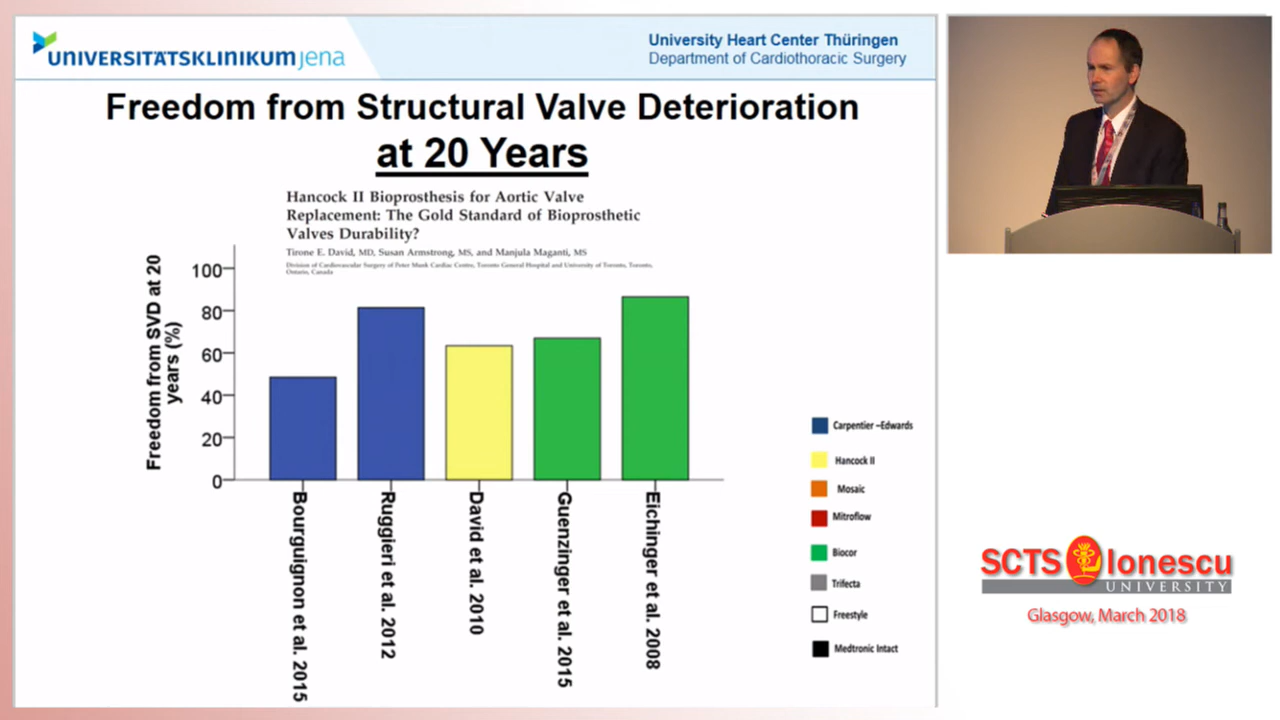 UNIVERSITÄTSKLINIKUM jena
University Heart Center Thüringen
Department of Cardiothoracic Surgery
Freedom from Structural Valve Deterioration
at 20 Years
Hancock II Bioprosthesis for Aortic Valve
Replacement: The Gold Standard of Bioprosthetic
Valves Durability?
Tirone E. David, MD, Susan Armstrong, MS, and Manjula Maganti, MS
Division of Cardiovascular Surgery of Peter Munk Cardiac Centre, Toronto General Hospital and University of Toronto, Toronto,
Ontario, Canada
Freedom from SVD at 20
years (%)
100
80
60
40
20
0
Bourguignon et al. 2015
Ruggieri et al. 2012
David et al. 2010
Guenzinger et al. 2015
Eichinger et al. 2008
Carpentier –Edwards
Hancock II
Mosaic
Mitroflow
Biocor
Trifecta
Freestyle
Medtronic Intact
SCTS Ionescu
UNIVERSITY
Glasgow, March 2018